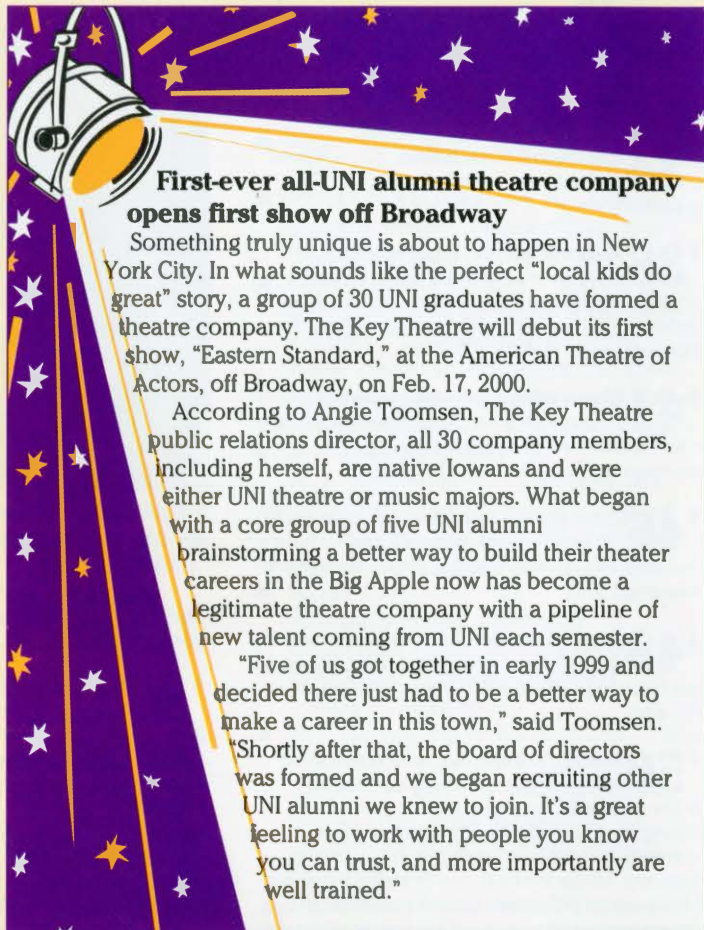 First-ever all-UNI alumni theatre company
opens first show off Broadway
Something truly unique is about to happen in New
York City. In what sounds like the perfect “local kids do
great” story, a group of 30 UNI graduates have formed a
theatre company. The Key Theatre will debut its first
show, “Eastern Standard,” at the American Theatre of
Actors, off Broadway, on Feb. 17, 2000.
According to Angie Toomsen, The Key Theatre
public relations director, all 30 company members,
including herself, are native Iowans and were
either UNI theatre or music majors. What began
with a core group of five UNI alumni
brainstorming a better way to build their theater
careers in the Big Apple now has become a
legitimate theatre company with a pipeline of
new talent coming from UNI each semester.
“Five of us got together in early 1999 and
decided there just had to be a better way to
make a career in this town,” said Toomsen.
“Shortly after that, the board of directors
was formed and we began recruiting other
UNI alumni we knew to join. It's a great
feeling to work with people you know
you can trust, and more importantly are
well trained.”